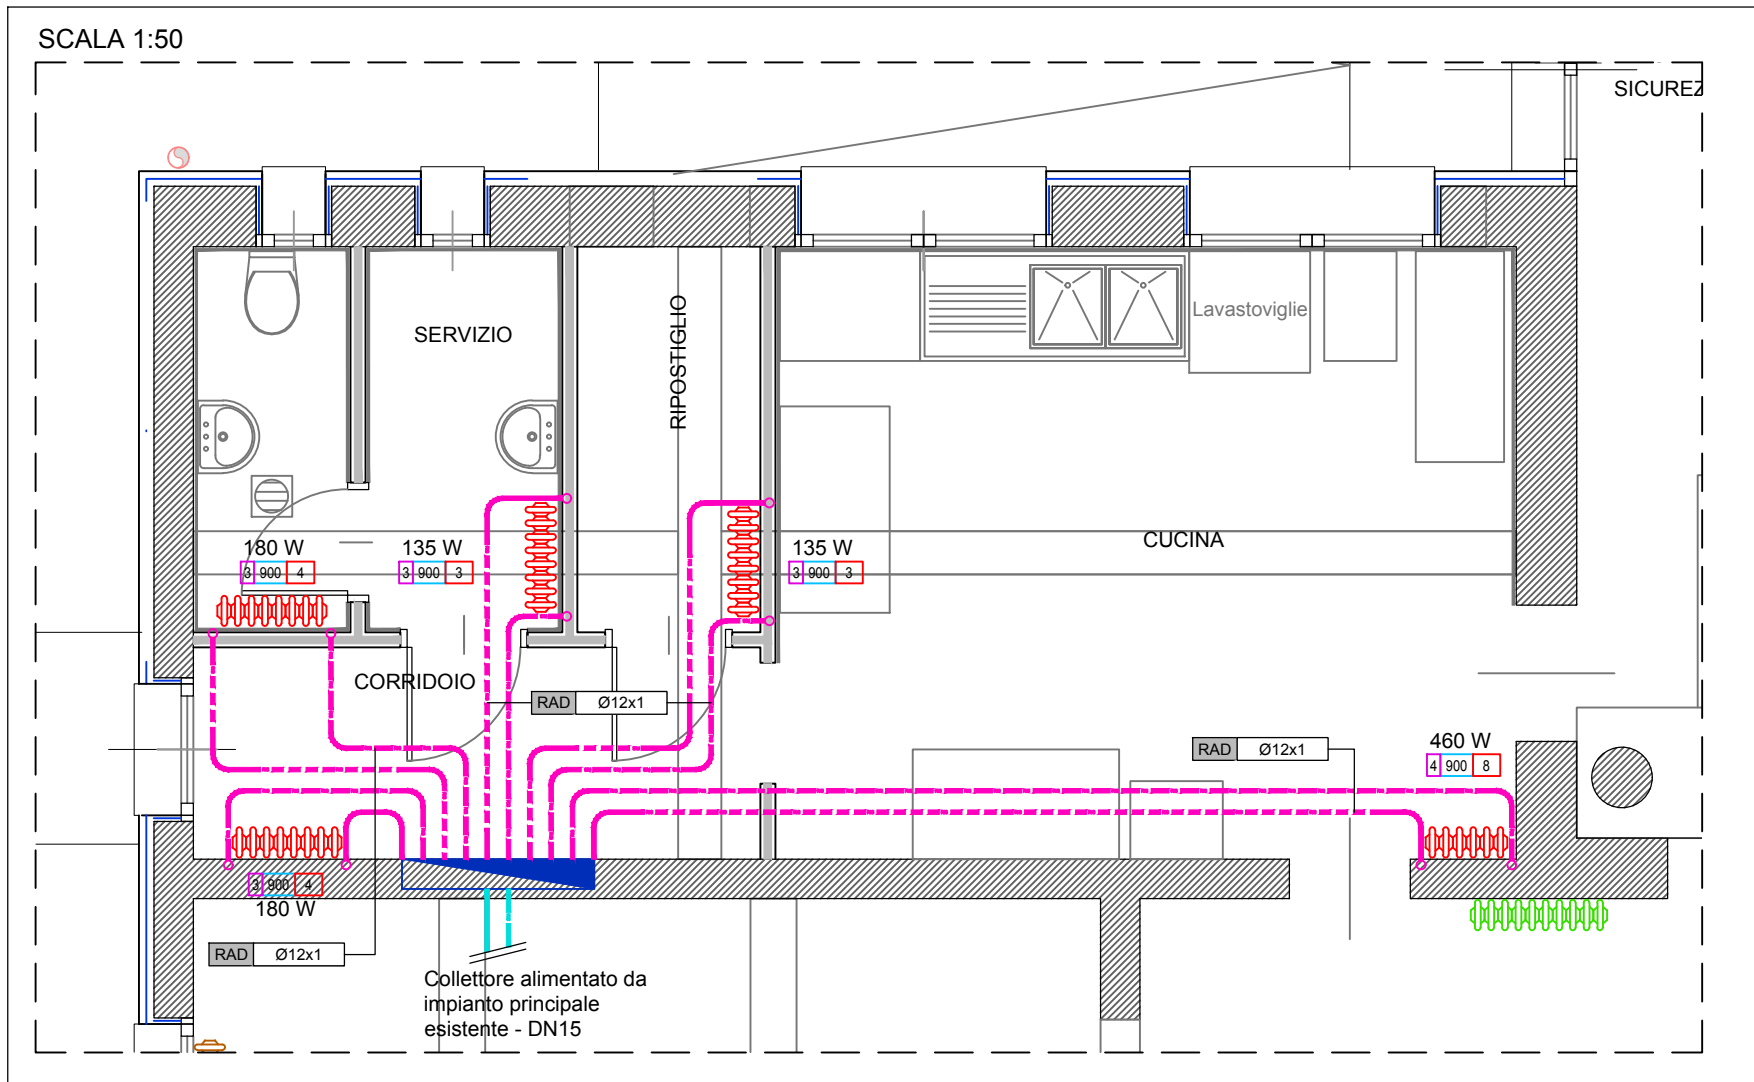 SCALA 1:50
SICUREZ
Lavastoviglie
SERVIZIO
RIPOSTIGLIO
CUCINA
180 W
3 900 4
135 W
3 900 3
135 W
3 900 3
CORRIDOIO
RAD Ø12x1
RAD Ø12x1
460 W
4 900 8
3 900 4
180 W
RAD Ø12x1
Collettore alimentato da
impianto principale
esistente - DN15